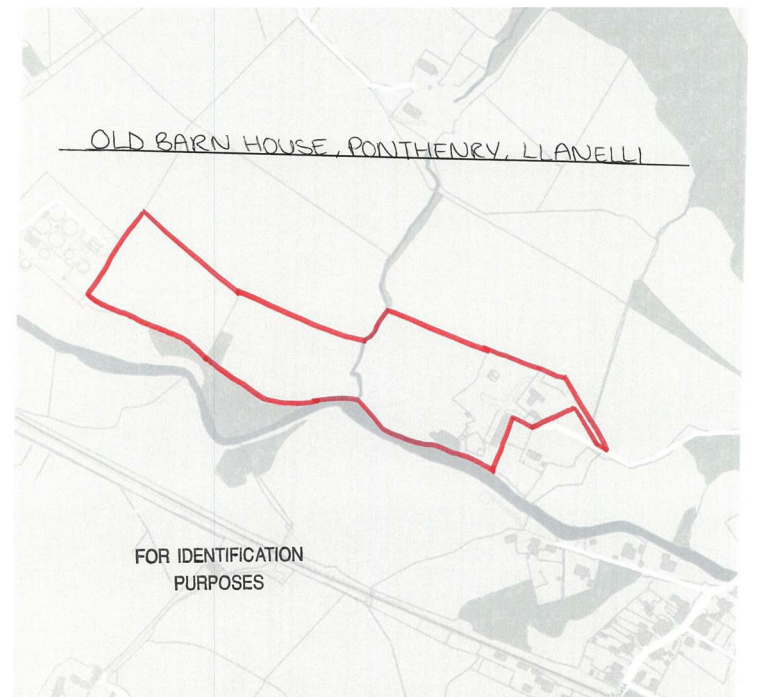 OLD BARN HOUSE, PONTHENRY, LLANELLI
FOR IDENTIFICATION
PURPOSES